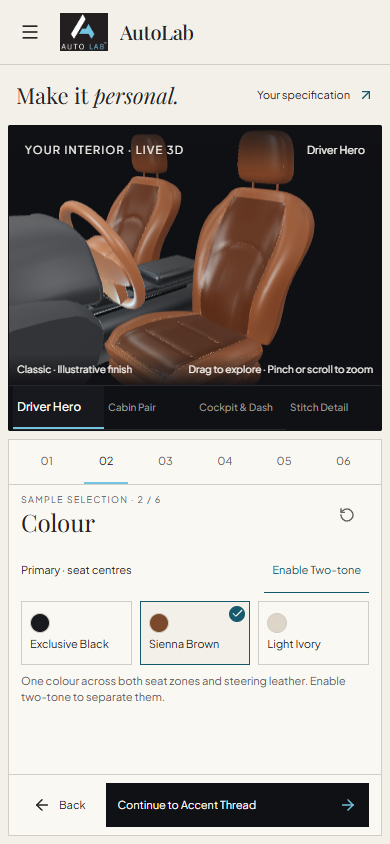 AUTO LAB
AutoLab
Make it personal.
Your specification
YOUR INTERIOR · LIVE 3D
Driver Hero
Classic · Illustrative finish
Drag to explore · Pinch or scroll to zoom
Driver Hero
Cabin Pair
Cockpit & Dash
Stitch Detail
01
02
03
04
05
06
SAMPLE SELECTION · 2 / 6
Colour
Primary · seat centres
Enable Two-tone
Exclusive Black
Sienna Brown
Light Ivory
One colour across both seat zones and steering leather. Enable
two-tone to separate them.
Back
Continue to Accent Thread